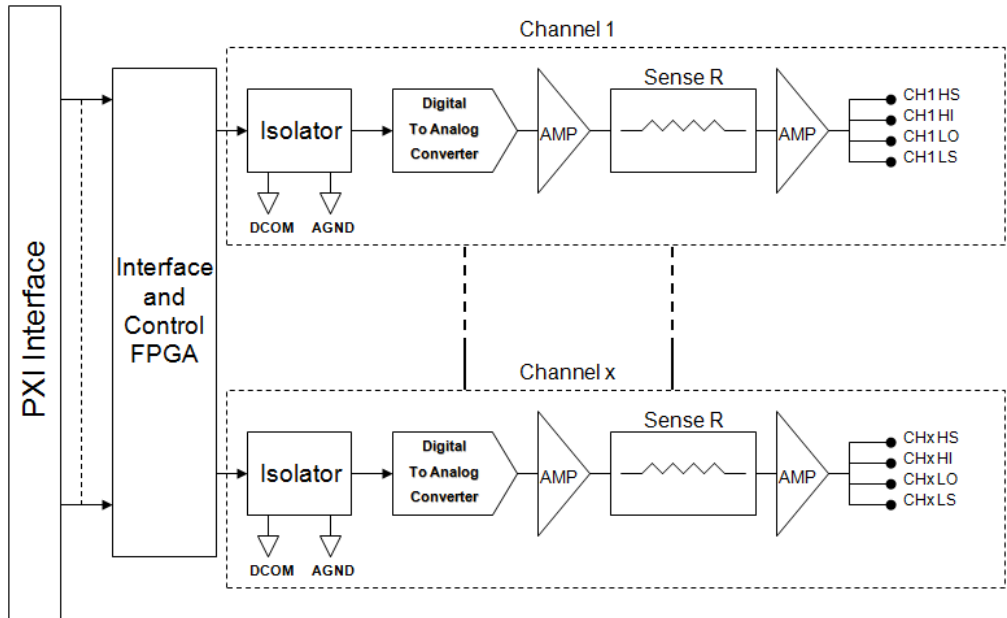 PXI Interface
Interface
and
Control
FPGA
Channel 1
Isolator
DCOM
AGND
Digital
To Analog
Converter
AMP
Sense R
AMP
CH1 HS
CH1 HI
CH1 LO
CH1 LS
Channel x
Isolator
DCOM
AGND
Digital
To Analog
Converter
AMP
Sense R
AMP
CHx HS
CHx HI
CHx LO
CHx LS